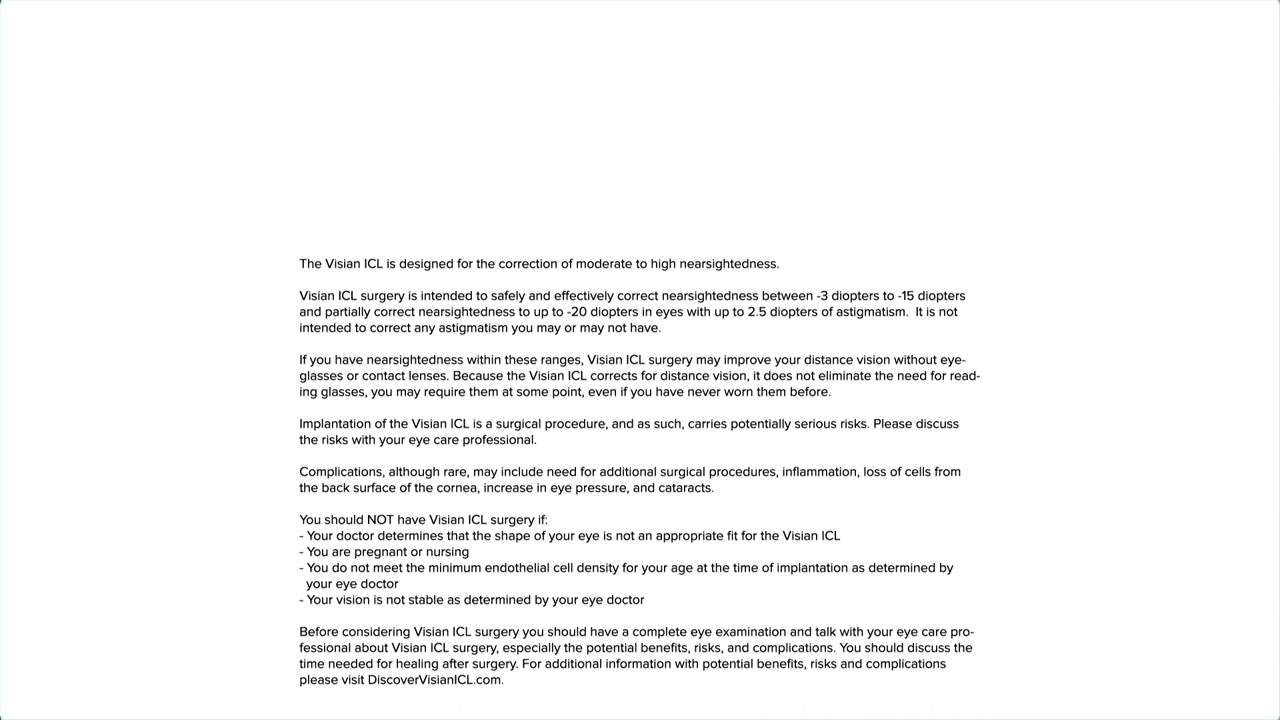 The Visian ICL is designed for the correction of moderate to high nearsightedness.
Visian ICL surgery is intended to safely and effectively correct nearsightedness between -3 diopters to -15 diopters
and partially correct nearsightedness to up to -20 diopters in eyes with up to 2.5 diopters of astigmatism.  It is not
intended to correct any astigmatism you may or may not have.
If you have nearsightedness within these ranges, Visian ICL surgery may improve your distance vision without eye-
glasses or contact lenses. Because the Visian ICL corrects for distance vision, it does not eliminate the need for read-
ing glasses, you may require them at some point, even if you have never worn them before.
Implantation of the Visian ICL is a surgical procedure, and as such, carries potentially serious risks. Please discuss
the risks with your eye care professional.
Complications, although rare, may include need for additional surgical procedures, inflammation, loss of cells from
the back surface of the cornea, increase in eye pressure, and cataracts.
You should NOT have Visian ICL surgery if:
- Your doctor determines that the shape of your eye is not an appropriate fit for the Visian ICL
- You are pregnant or nursing
- You do not meet the minimum endothelial cell density for your age at the time of implantation as determined by
your eye doctor
- Your vision is not stable as determined by your eye doctor
Before considering Visian ICL surgery you should have a complete eye examination and talk with your eye care pro-
fessional about Visian ICL surgery, especially the potential benefits, risks, and complications. You should discuss the
time needed for healing after surgery. For additional information with potential benefits, risks and complications
please visit DiscoverVisianICL.com.